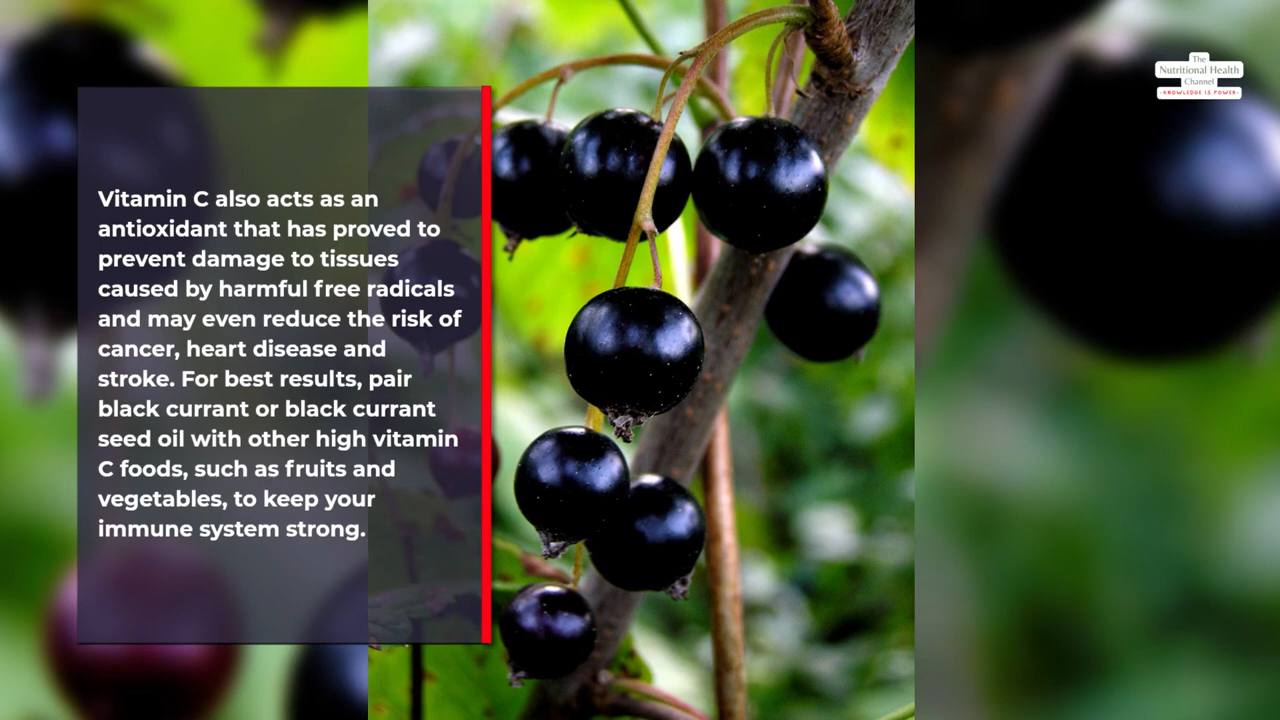 The
Nutritional Health
Channel
KNOWLEDGE IS POWER
Vitamin C also acts as an
antioxidant that has proved to
prevent damage to tissues
caused by harmful free radicals
and may even reduce the risk of
cancer, heart disease and
stroke. For best results, pair
black currant or black currant
seed oil with other high vitamin
C foods, such as fruits and
vegetables, to keep your
immune system strong.